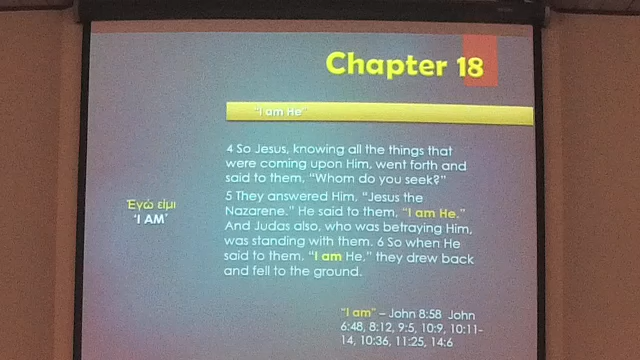 Chapter 18
"I am He"
4 So Jesus, knowing all the things that
were coming upon Him, went forth and
said to them, "Whom do you seek?"
5 They answered Him, "Jesus the
Nazarene." He said to them, "I am He."
And Judas also, who was betraying Him,
was standing with them. 6 So when He
said to them, "I am He," they drew back
and fell to the ground.
Ἐγώ εἰμι
'I AM'
"I am" – John 8:58 John
6:48, 8:12, 9:5, 10:9, 10:11-
14, 10:36, 11:25, 14:6